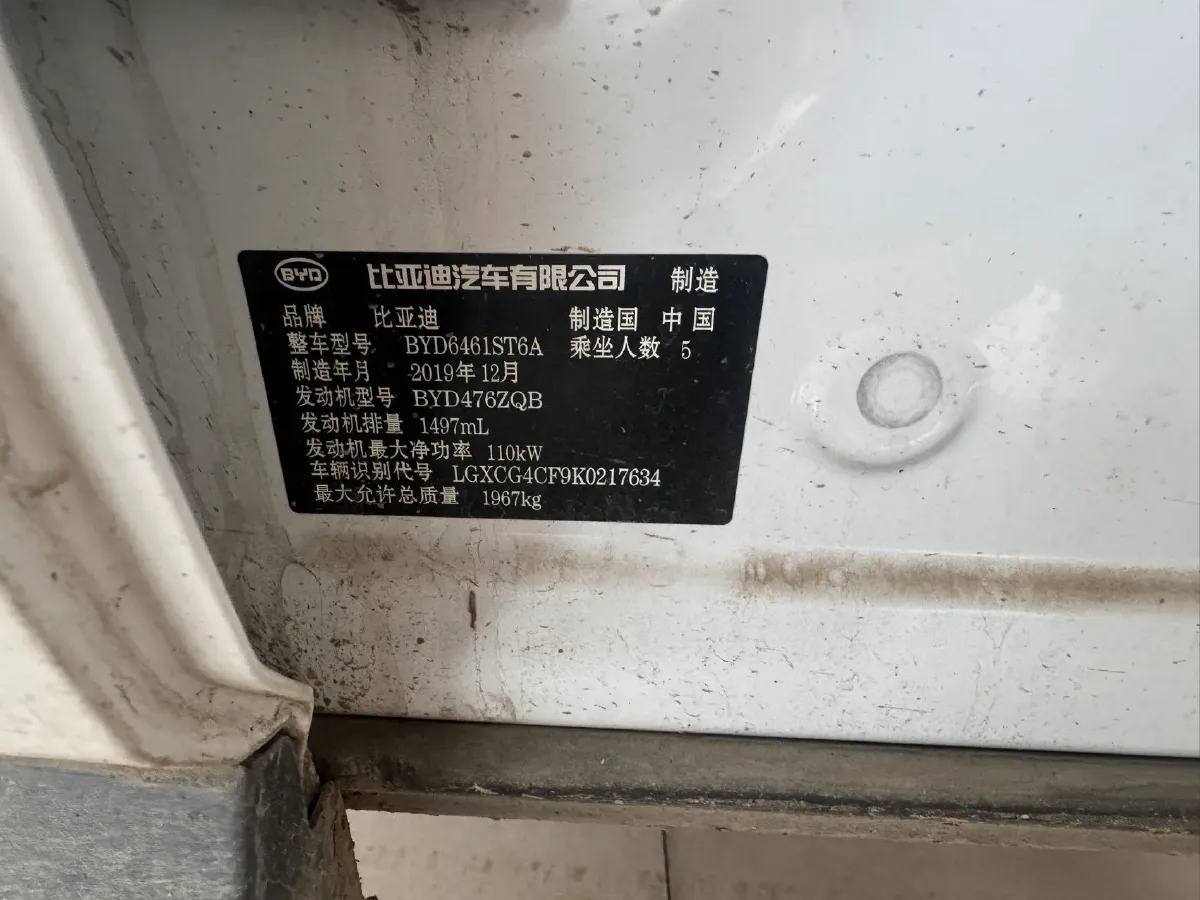 BYD 比亚迪汽车有限公司 制造
品牌 比亚迪 制造国 中国
整车型号 BYD6461ST6A 乘坐人数 5
制造年月 2019年12月
发动机型号 BYD476ZQB
发动机排量 1497mL
发动机最大净功率 110kW
车辆识别代号 LGXCG4CF9K0217634
最大允许总质量 1967kg